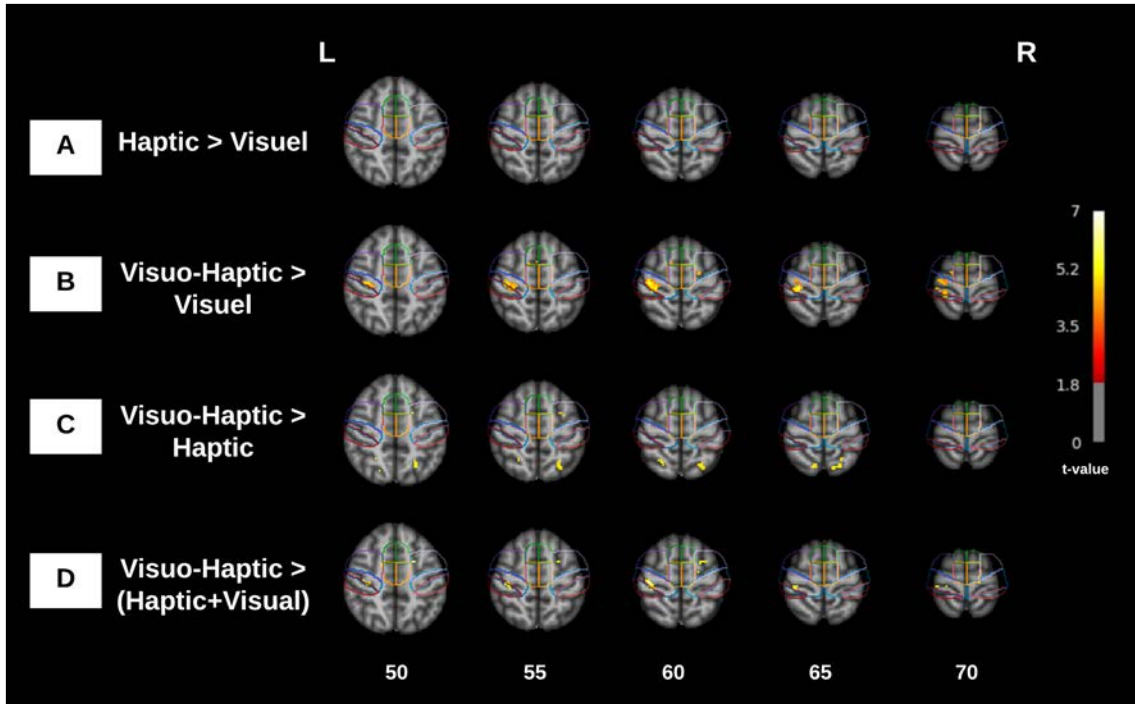 L
R
A
Haptic > Visuel
B
Visuo-Haptic >
Visuel
C
Visuo-Haptic >
Haptic
D
Visuo-Haptic >
(Haptic+Visual)
7
5.2
3.5
1.8
0
t-value
50
55
60
65
70